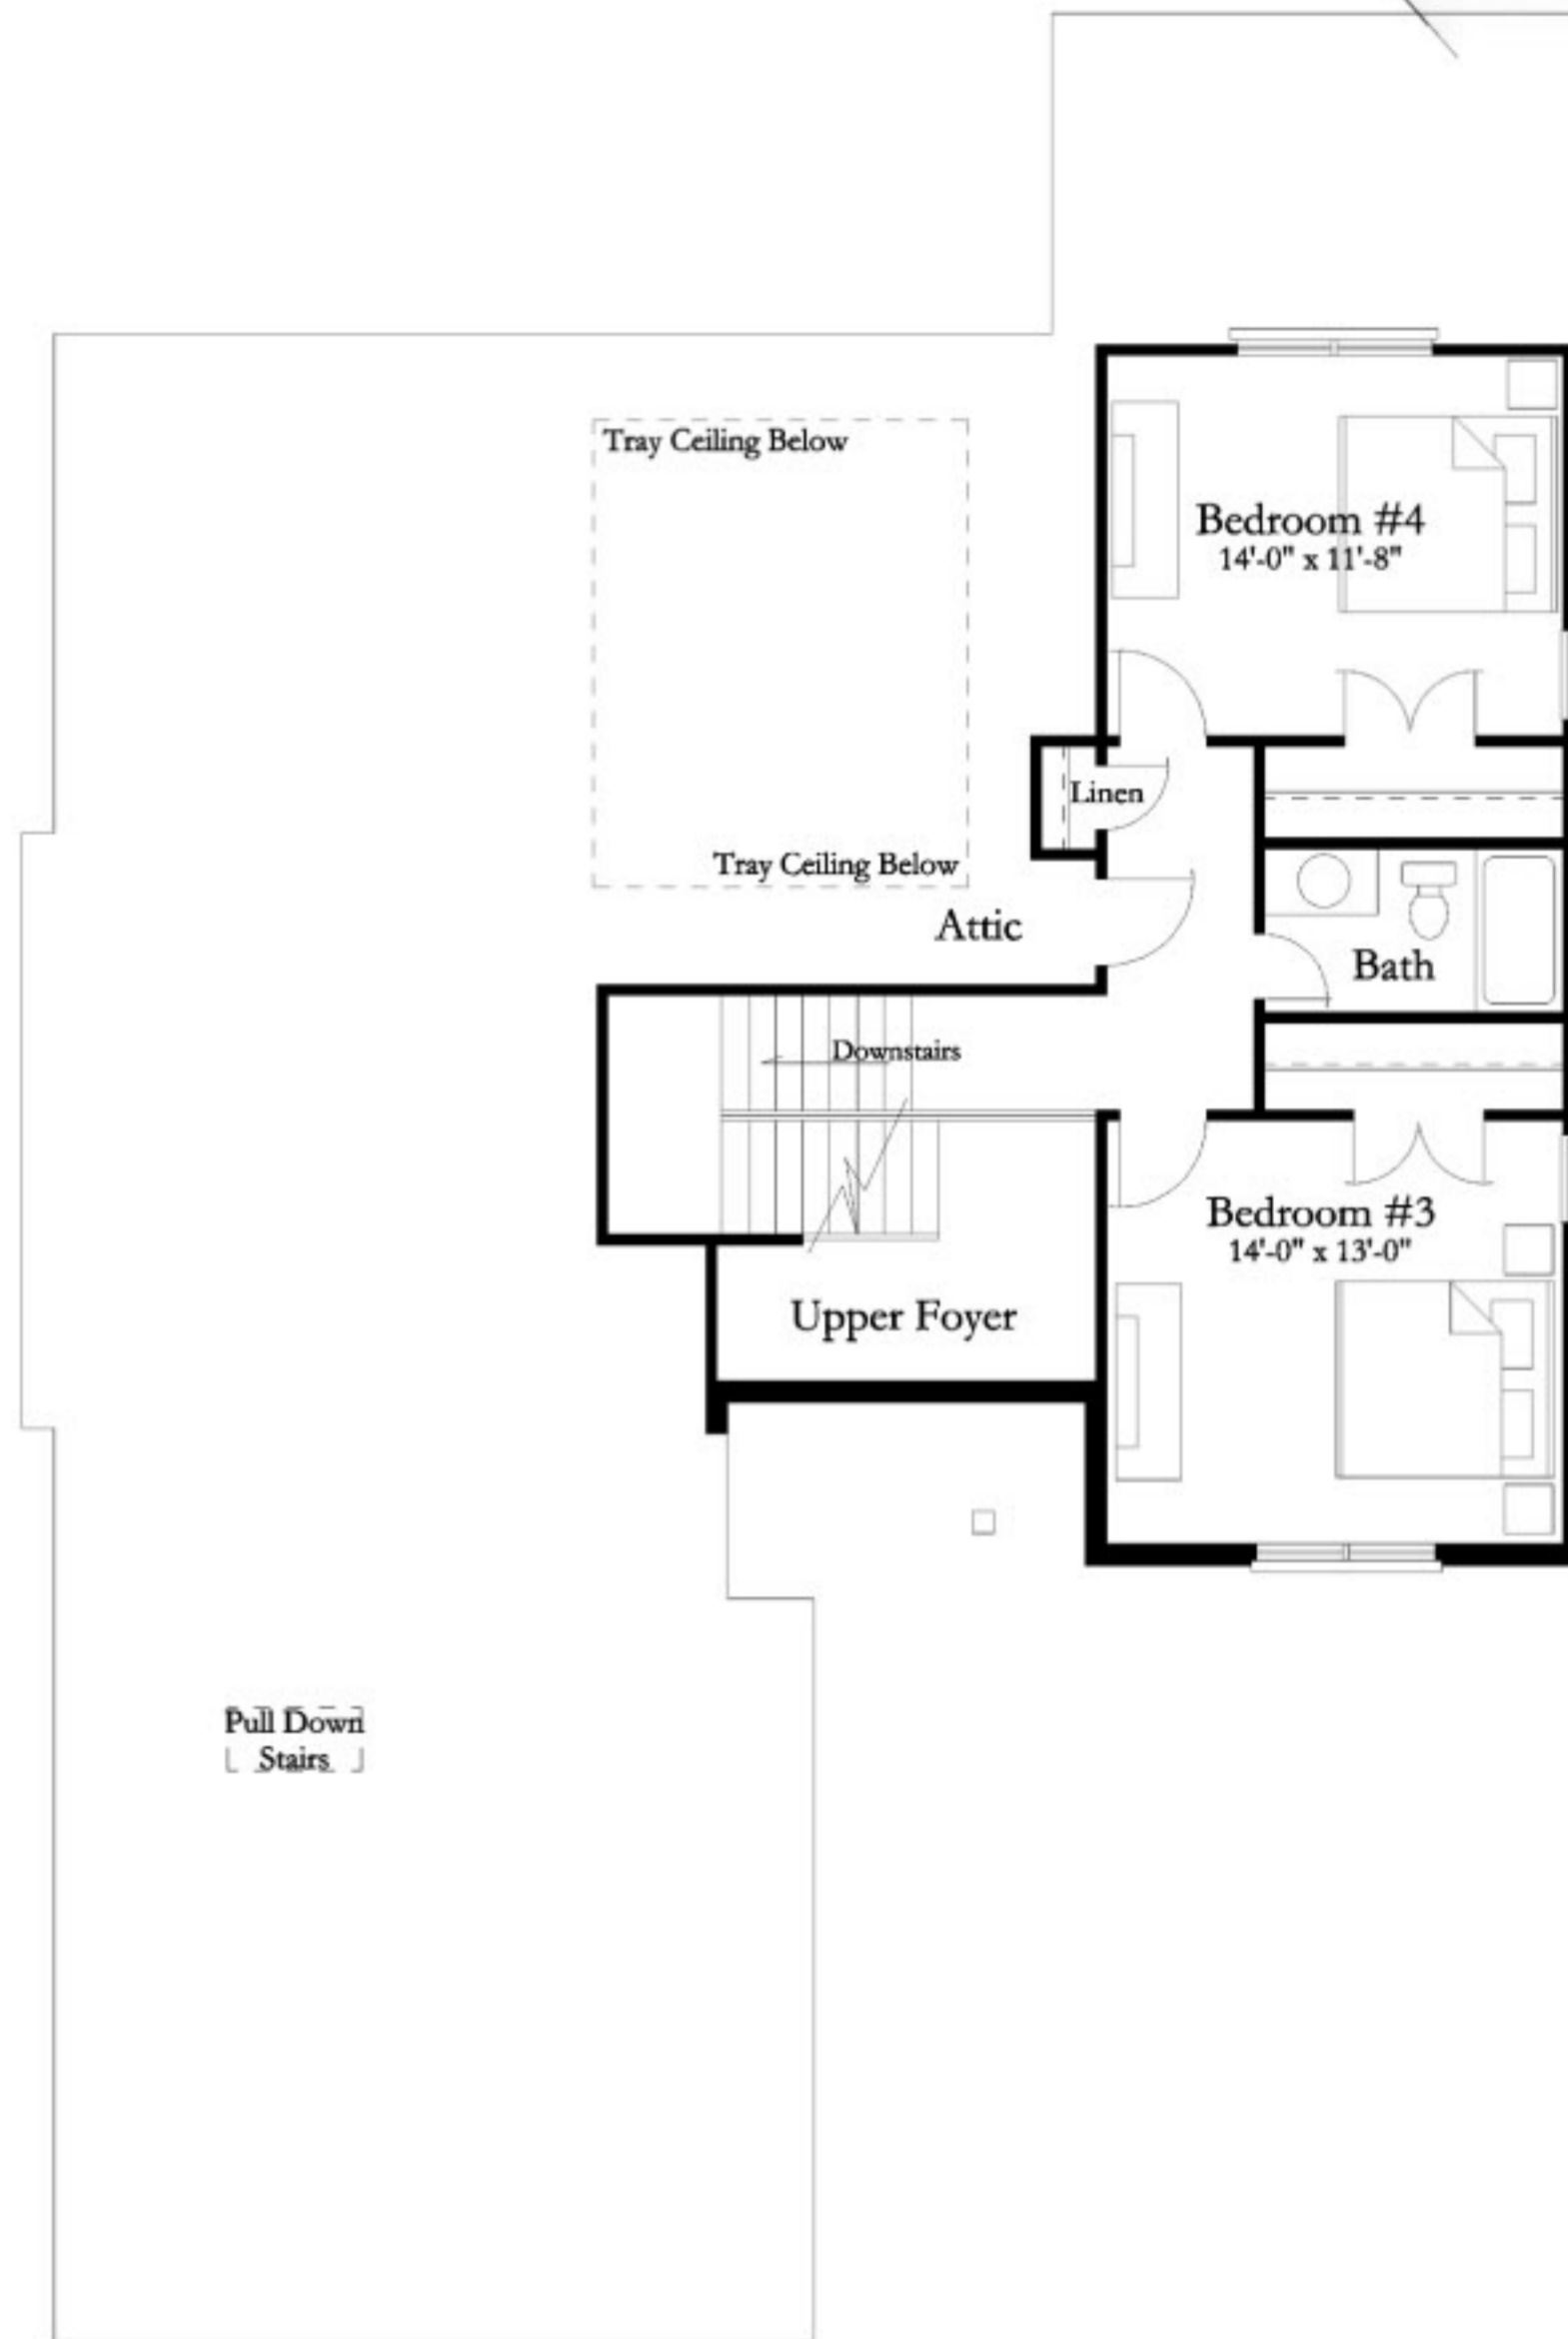 Tray Ceiling Below
Bedroom #4
14'-0" x 11'-8"
Linen
Tray Ceiling Below
Attic
Bath
Downstairs
Bedroom #3
14'-0" x 13'-0"
Upper Foyer
Pull Down
Stairs